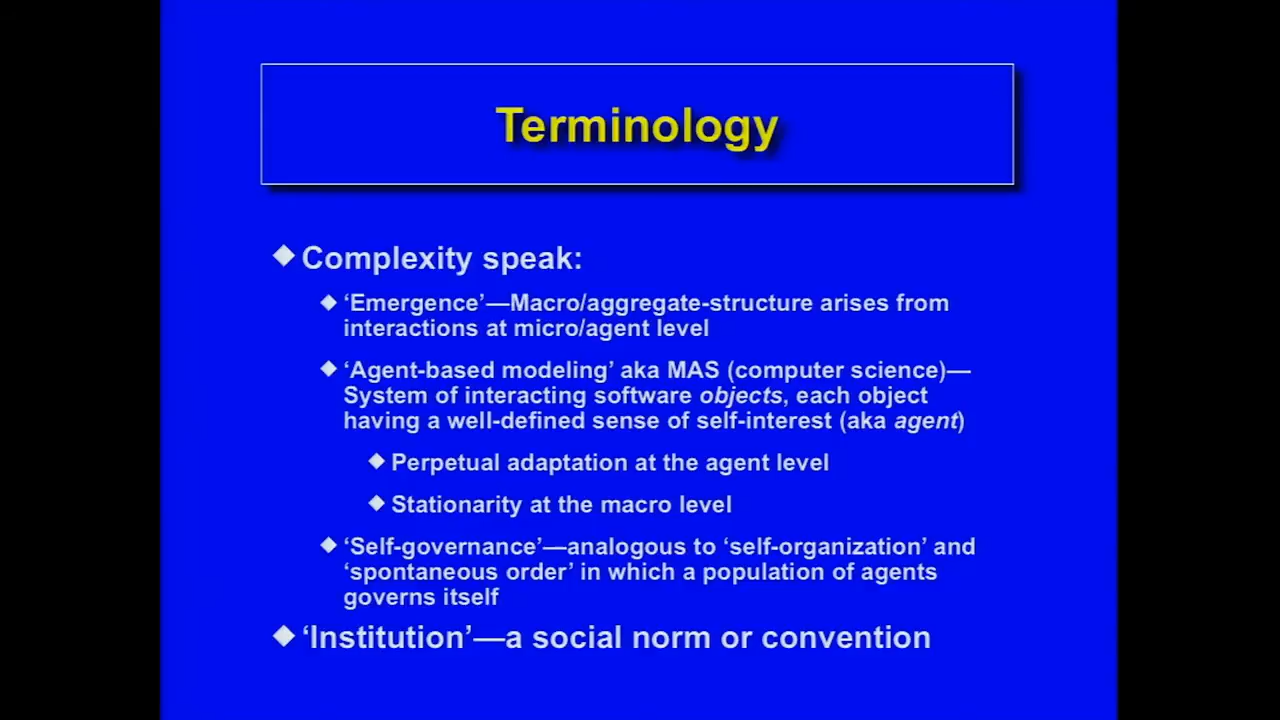 Terminology
Complexity speak:
‘Emergence’—Macro/aggregate-structure arises from
interactions at micro/agent level
‘Agent-based modeling’ aka MAS (computer science)—
System of interacting software objects, each object
having a well-defined sense of self-interest (aka agent)
Perpetual adaptation at the agent level
Stationarity at the macro level
‘Self-governance’—analogous to ‘self-organization’ and
‘spontaneous order’ in which a population of agents
governs itself
‘Institution’—a social norm or convention